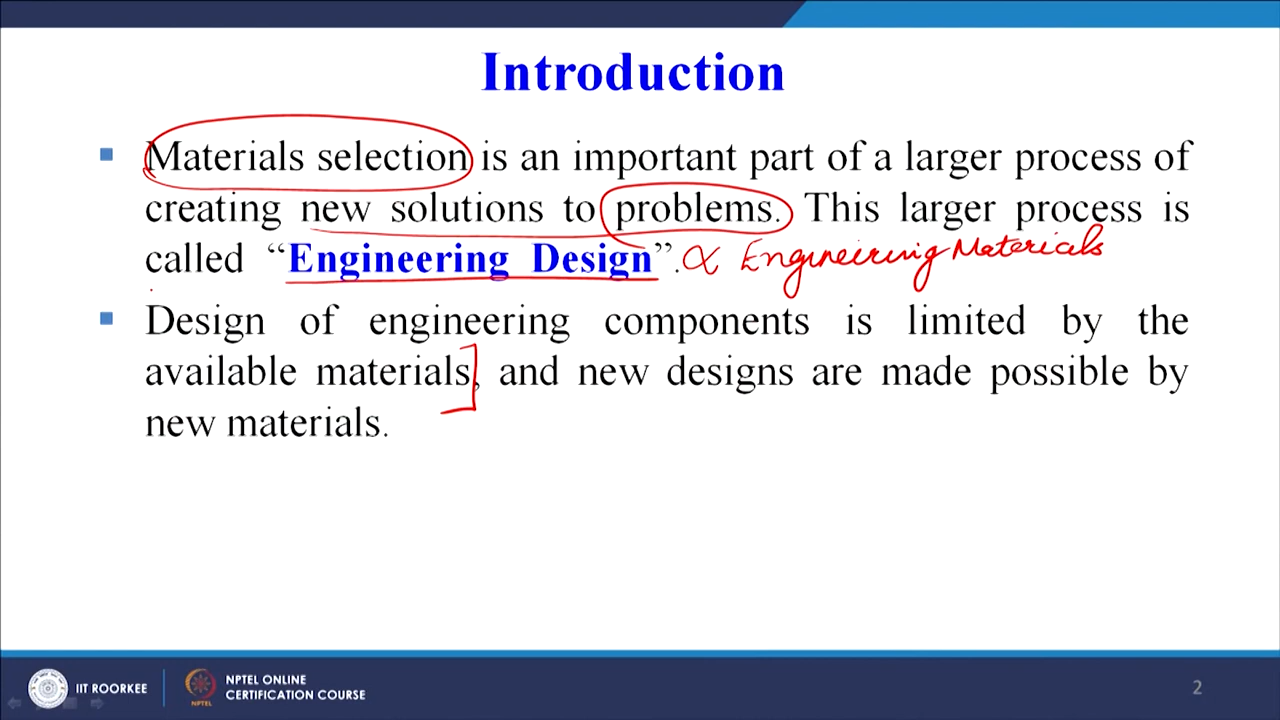 Introduction
Materials selection is an important part of a larger process of
creating new solutions to problems. This larger process is
called “Engineering Design”. ∝ Engineering Materials
Design of engineering components is limited by the
available materials, and new designs are made possible by
new materials.
IIT ROORKEE
NPTEL
NPTEL ONLINE
CERTIFICATION COURSE
2